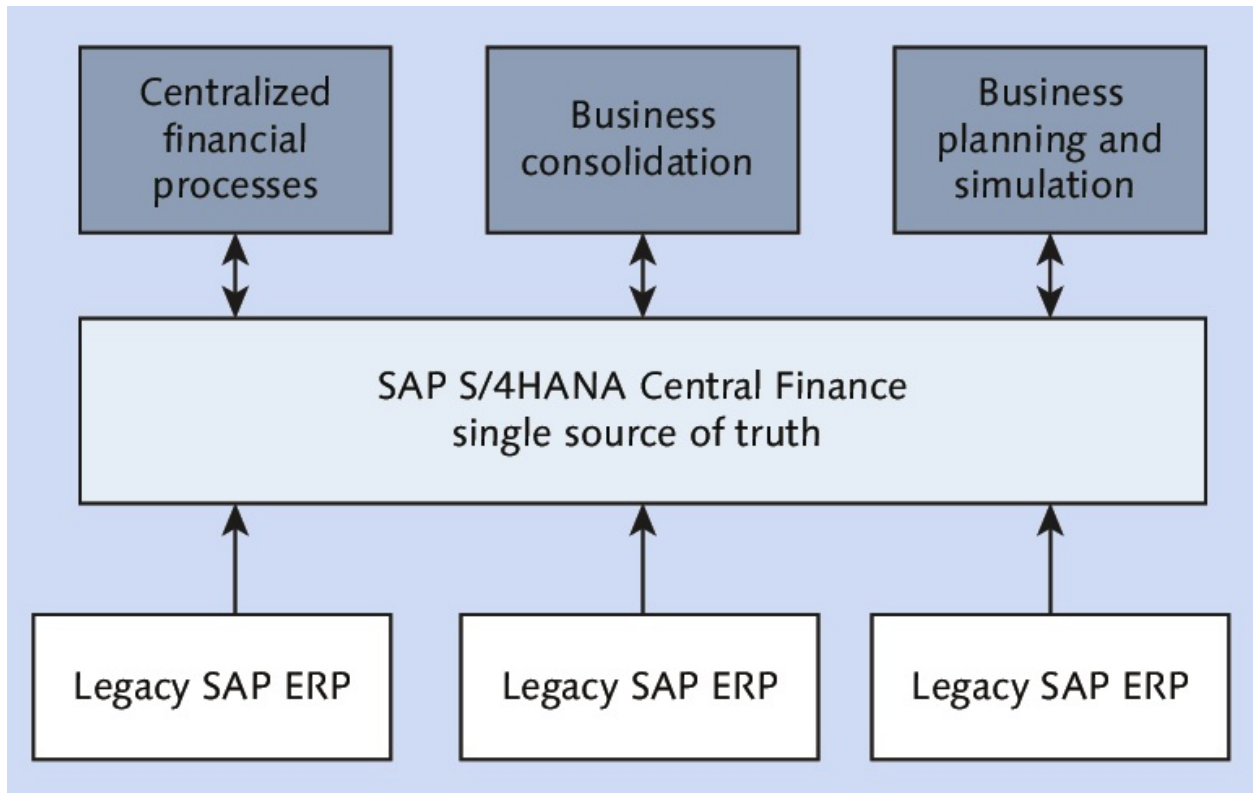 Centralized
financial
processes
Business
consolidation
Business
planning and
simulation
SAP S/4HANA Central Finance
single source of truth
Legacy SAP ERP
Legacy SAP ERP
Legacy SAP ERP